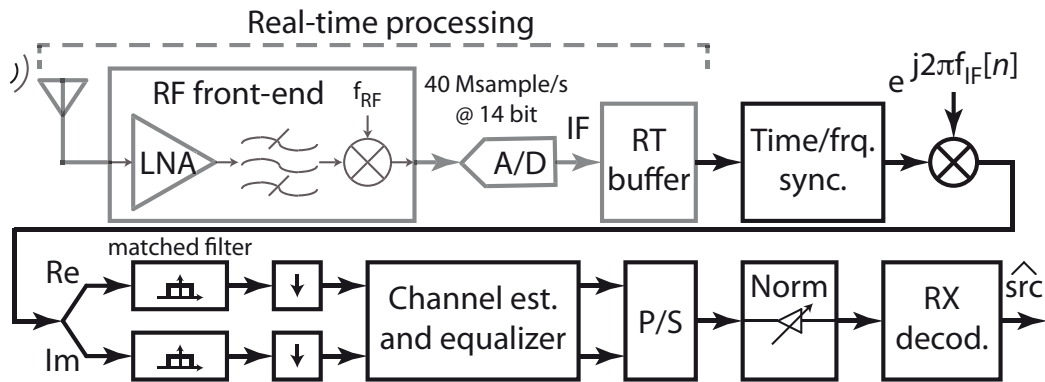 Real-time processing
RF front-end
f_RF
LNA
40 Msample/s
@ 14 bit
A/D
IF
RT
buffer
Time/frq.
sync.
e^j2πf_IF[n]
Re
Im
matched filter
Channel est.
and equalizer
P/S
Norm
RX
decod.
ŝrc